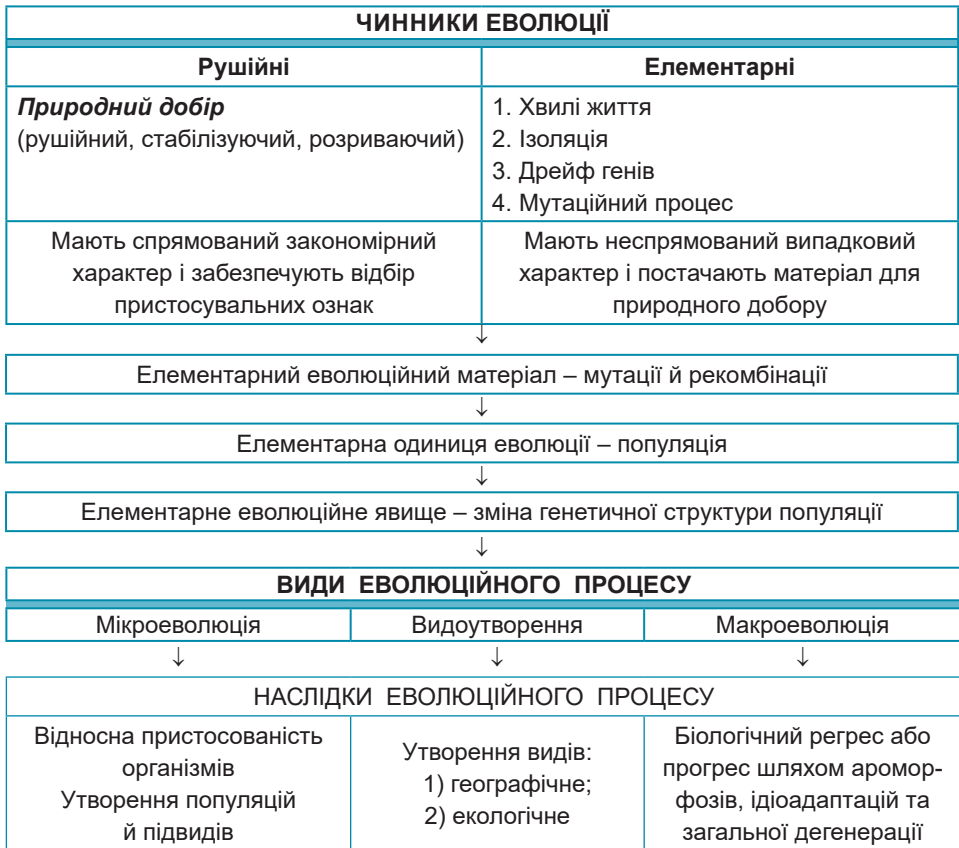 ЧИННИКИ ЕВОЛЮЦІЇ
Рушійні
Елементарні
Природний добір
(рушійний, стабілізуючий, розриваючий)
1. Хвилі життя
2. Ізоляція
3. Дрейф генів
4. Мутаційний процес
Мають спрямований закономірний
характер і забезпечують відбір
пристосувальних ознак
Мають неспрямований випадковий
характер і постачають матеріал для
природного добору
↓
Елементарний еволюційний матеріал – мутації й рекомбінації
↓
Елементарна одиниця еволюції – популяція
↓
Елементарне еволюційне явище – зміна генетичної структури популяції
↓
ВИДИ ЕВОЛЮЦІЙНОГО ПРОЦЕСУ
Мікроеволюція
Видоутворення
Макроеволюція
↓ ↓ ↓
НАСЛІДКИ ЕВОЛЮЦІЙНОГО ПРОЦЕСУ
Відносна пристосованість
організмів
Утворення популяцій
й підвидів
Утворення видів:
1) географічне;
2) екологічне
Біологічний регрес або
прогрес шляхом аромор-
фозів, ідіоадаптацій та
загальної дегенерації